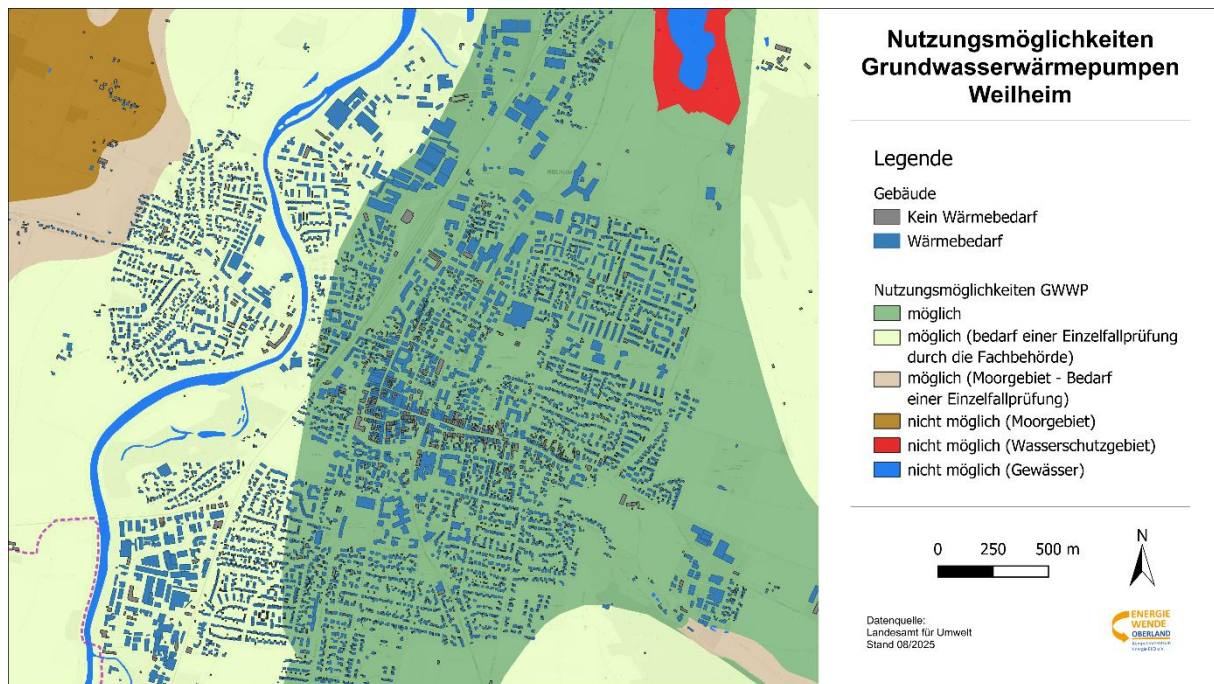 Nutzungsmöglichkeiten
Grundwasserwärmepumpen
Weilheim
Legende
Gebäude
Kein Wärmebedarf
Wärmebedarf
Nutzungsmöglichkeiten GWWP
möglich
möglich (bedarf einer Einzelfallprüfung
durch die Fachbehörde)
möglich (Moorgebiet - Bedarf
einer Einzelfallprüfung)
nicht möglich (Moorgebiet)
nicht möglich (Wasserschutzgebiet)
nicht möglich (Gewässer)
0 250 500 m
N
Datenquelle:
Landesamt für Umwelt
Stand 08/2025
ENERGIE
WENDE
OBERLAND